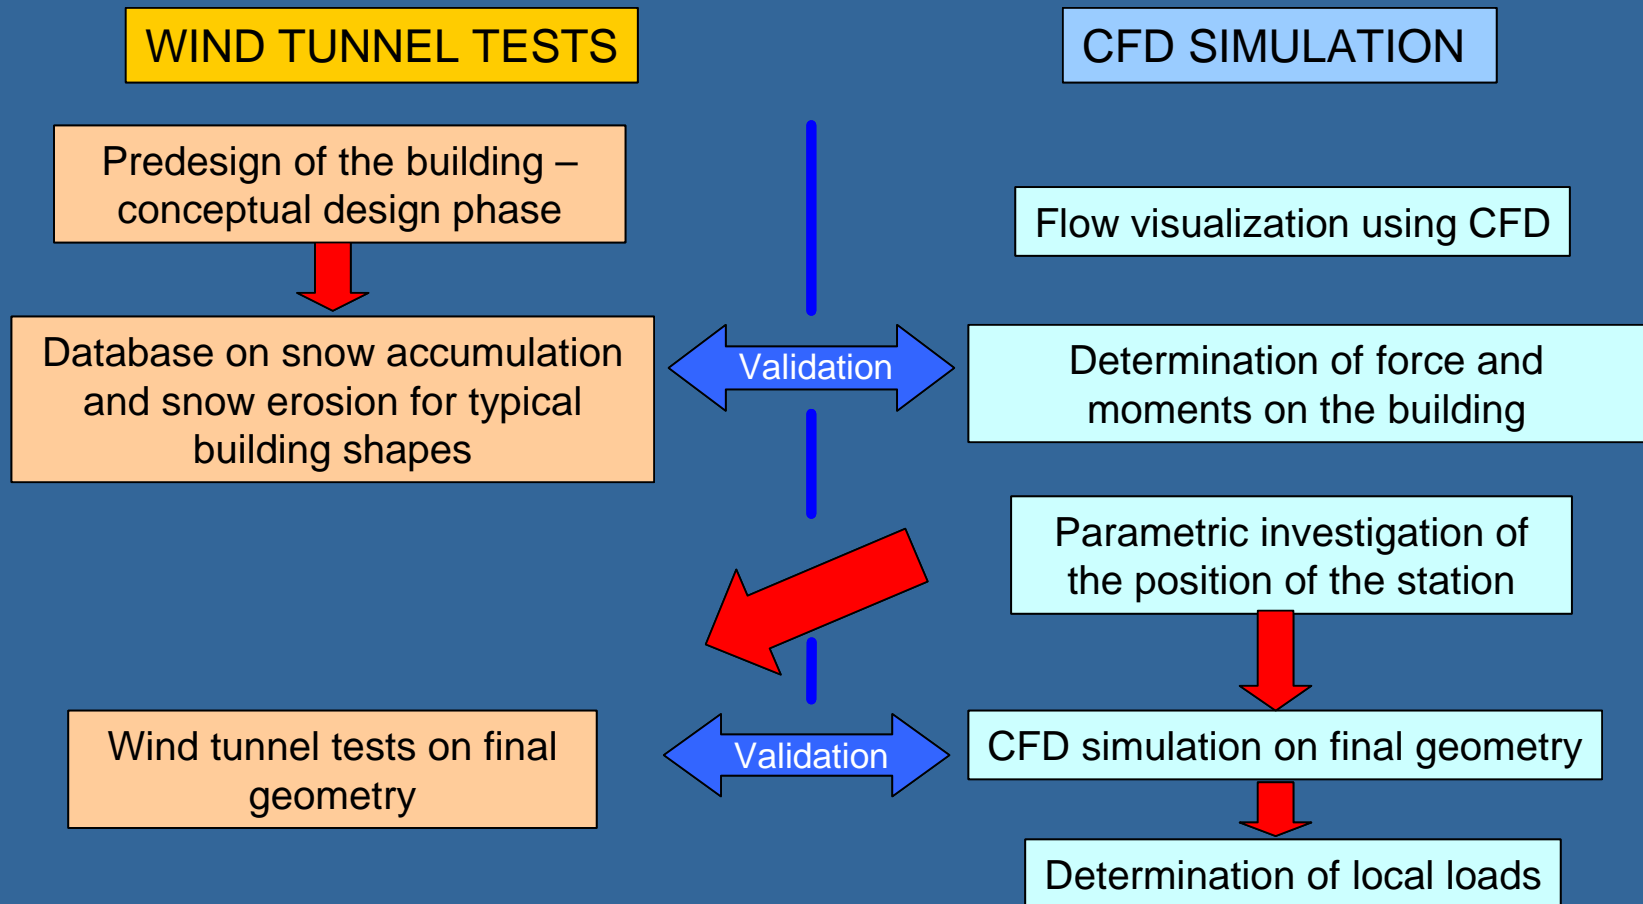 WIND TUNNEL TESTS
CFD SIMULATION
Predesign of the building –
conceptual design phase
Flow visualization using CFD
Database on snow accumulation
and snow erosion for typical
building shapes
Validation
Determination of force and
moments on the building
Parametric investigation of
the position of the station
Wind tunnel tests on final
geometry
Validation
CFD simulation on final geometry
Determination of local loads